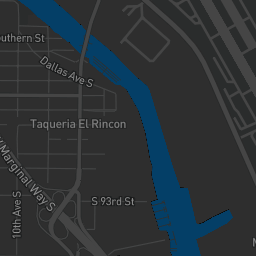 outhern St
Dallas Ave S
Taqueria El Rincon
Marginal Way S
S 93rd St
10th Ave S